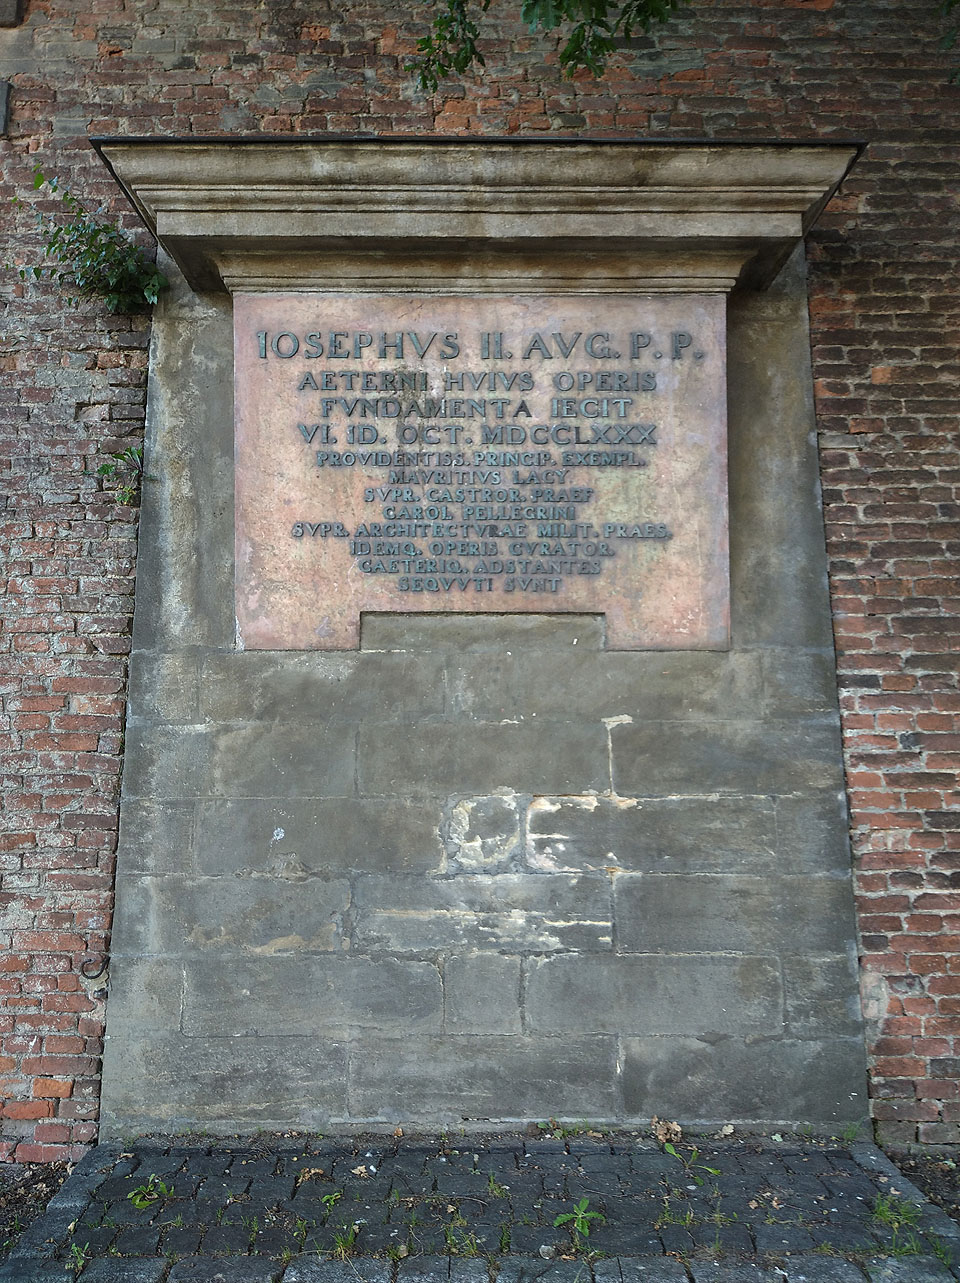 IOSEPHVS II. AVG. P. P.
AETERNI HVIVS OPERIS
FVNDAMENTA IECIT
VI. ID. OCT. MDCCLXXX
PROVIDENTISS. PRINCIP. EXEMPL.
MAVRITIVS LACY.
SVPR. CASTROR. PRAEF.
CAROL. PELLEGRINI
SVPR. ARCHITECTVRAE MILIT. PRAES.
IDEMQ. OPERIS CVRATOR.
CAETERIQ. ADSTANTES
SEQVVTI SVNT